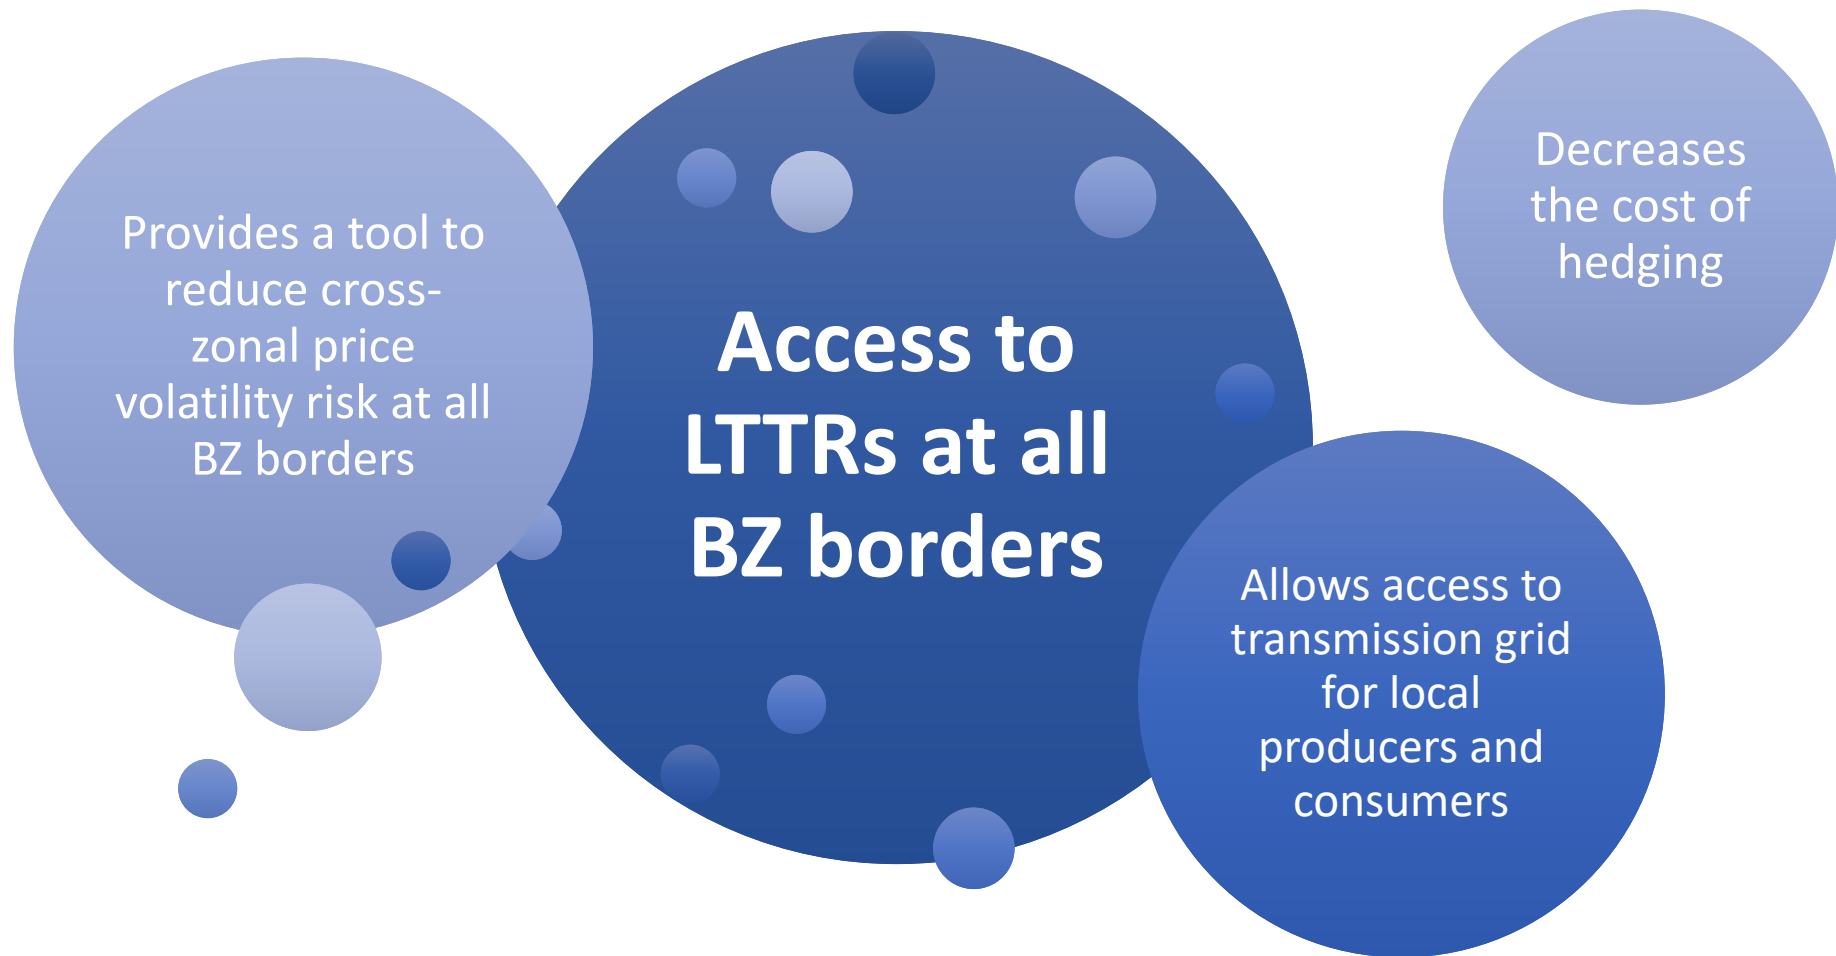 Provides a tool to
reduce cross-
zonal price
volatility risk at all
BZ borders
Access to
LTTRs at all
BZ borders
Decreases
the cost of
hedging
Allows access to
transmission grid
for local
producers and
consumers